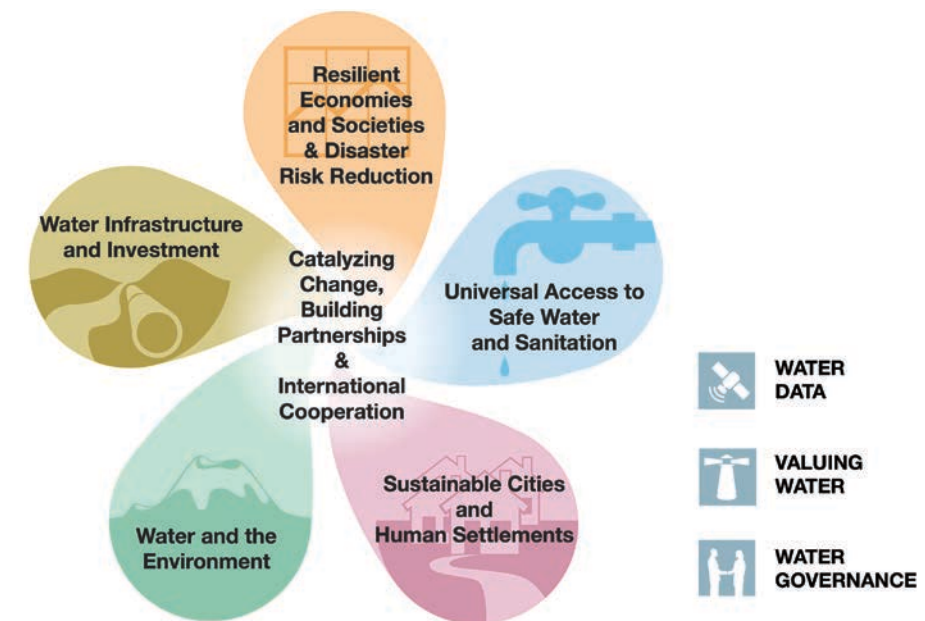 Resilient
Economies
and Societies
& Disaster
Risk Reduction
Water Infrastructure
and Investment
Catalyzing
Change,
Building
Partnerships
&
International
Cooperation
Universal Access to
Safe Water
and Sanitation
Water and the
Environment
Sustainable Cities
and
Human Settlements
WATER
DATA
VALUING
WATER
WATER
GOVERNANCE